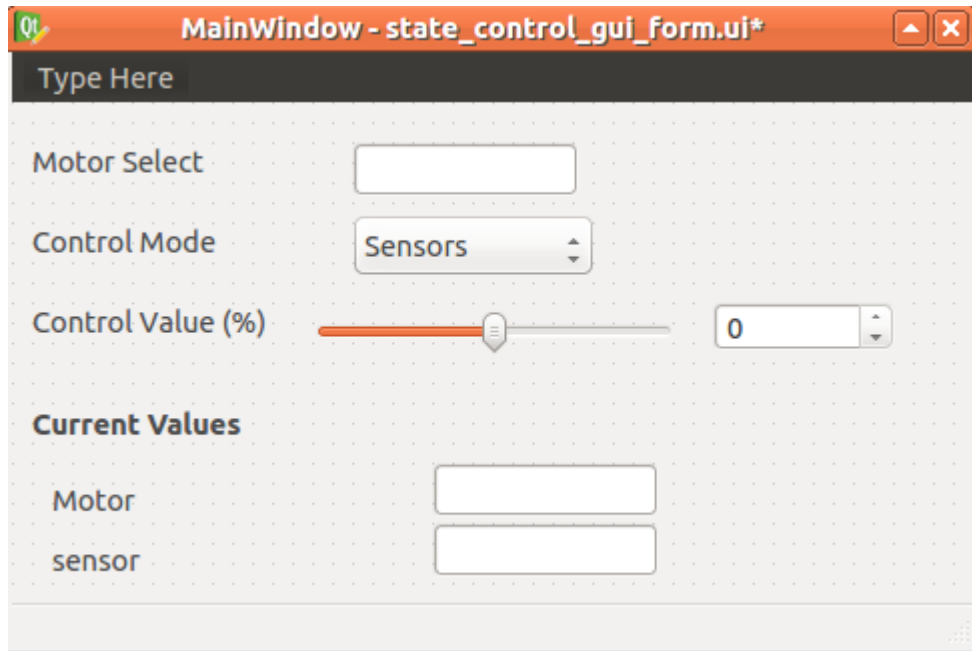 MainWindow - state_control_gui_form.ui*
Type Here
Motor Select
Control Mode Sensors
Control Value (%) 0
Current Values
Motor
sensor